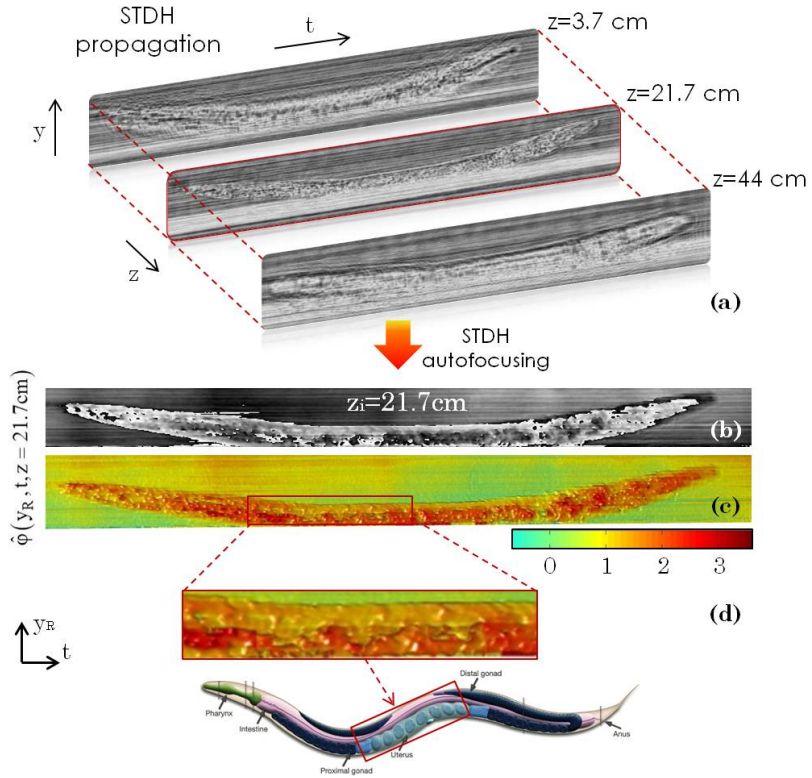 STDH
propagation
t
z=3.7 cm
z=21.7 cm
z=44 cm
y
z
(a)
STDH
autofocusing
zi=21.7cm
(b)
(c)
φ̂(yR, t, z = 21.7cm)
0 1 2 3
(d)
yR
t
Distal gonad
Pharynx
Intestine
Anus
Uterus
Proximal gonad